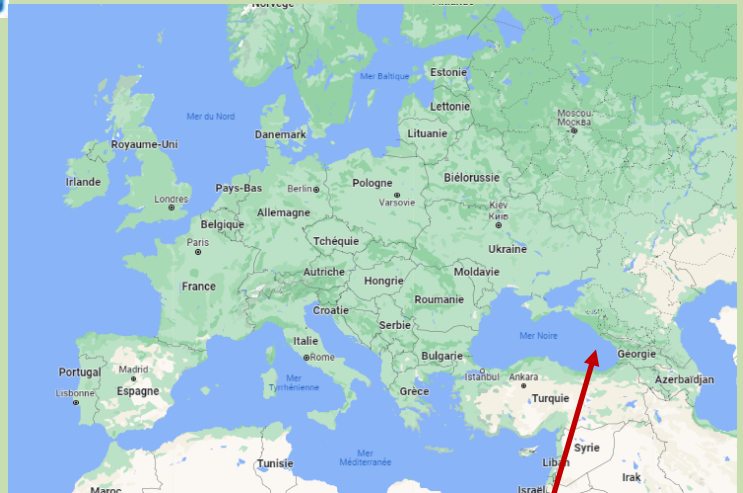 Norvège
Mer Baltique
Estonie
Lettonie
Moscou
Москва
Mer du Nord
Danemark
Lituanie
Royaume-Uni
Irlande
Londres
Pays-Bas
Berlin
Pologne
Varsovie
Biélorussie
Belgique
Allemagne
Kiev
Київ
Paris
Tchéquie
Ukraine
France
Autriche
Hongrie
Moldavie
Croatie
Roumanie
Serbie
Mer Noire
Italie
Rome
Bulgarie
Georgie
Portugal
Madrid
Lisbonne
Espagne
Mer
Tyrrhénienne
Istanbul
Ankara
Azerbaïdjan
Grèce
Turquie
Tunisie
Mer
Méditerranée
Syrie
Liban
Irak
Israël
Maroc